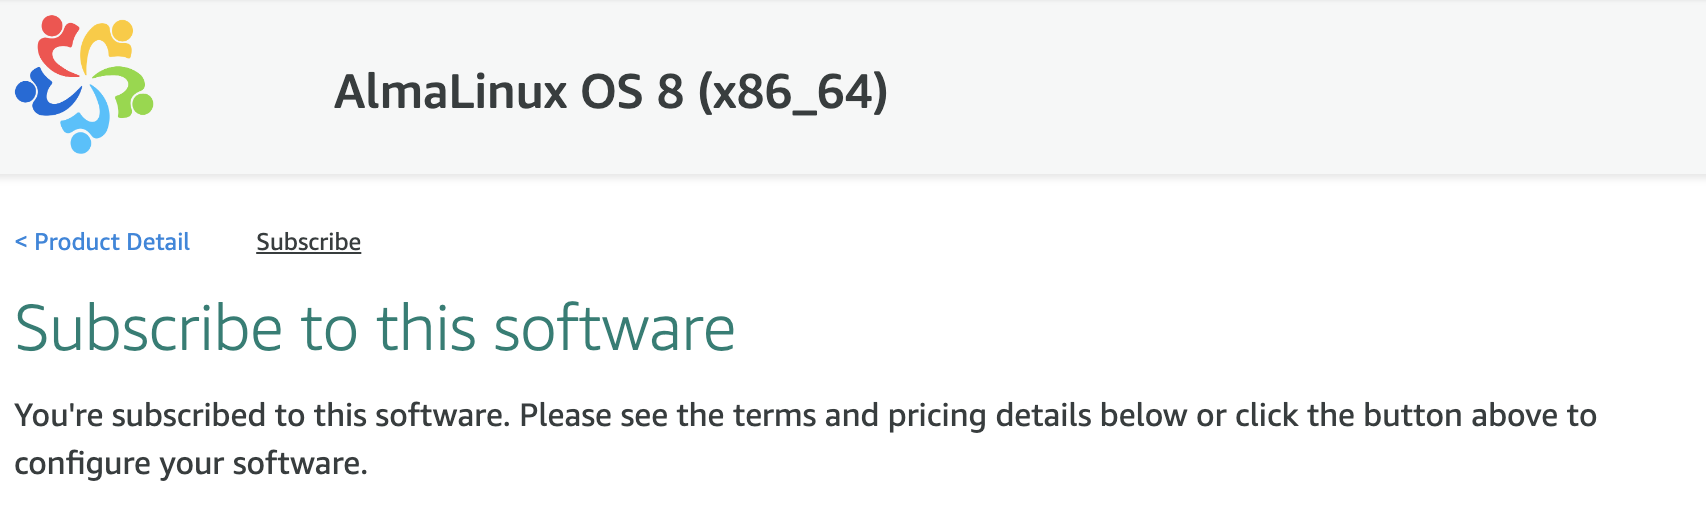 AlmaLinux OS 8 (x86_64)
< Product Detail Subscribe
Subscribe to this software
You're subscribed to this software. Please see the terms and pricing details below or click the button above to
configure your software.